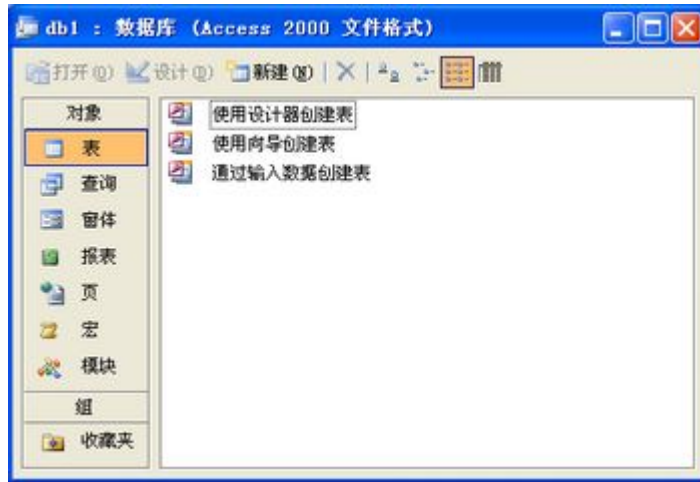 db1 : 数据库 (Access 2000 文件格式)
打开(O) 设计(D) 新建(N)
对象
表
查询
窗体
报表
页
宏
模块
组
收藏夹
使用设计器创建表
使用向导创建表
通过输入数据创建表